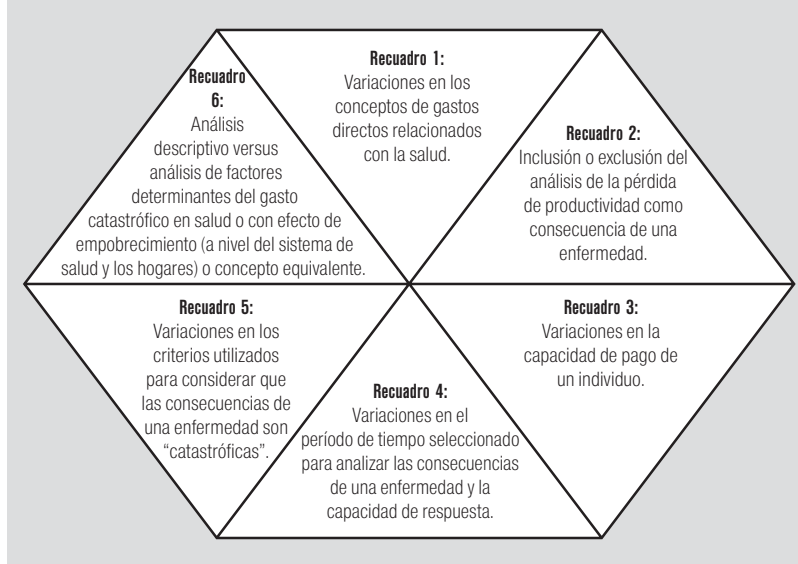 Recuadro 1:
Variaciones en los
conceptos de gastos
directos relacionados
con la salud.
Recuadro 2:
Inclusión o exclusión del
análisis de la pérdida
de productividad como
consecuencia de una
enfermedad.
Recuadro 3:
Variaciones en la
capacidad de pago de
un individuo.
Recuadro 4:
Variaciones en el
período de tiempo seleccionado
para analizar las consecuencias
de una enfermedad y la
capacidad de respuesta.
Recuadro 5:
Variaciones en los
criterios utilizados
para considerar que
las consecuencias de
una enfermedad son
“catastróficas”.
Recuadro
6:
Análisis
descriptivo versus
análisis de factores
determinantes del gasto
catastrófico en salud o con efecto de
empobrecimiento (a nivel del sistema de
salud y los hogares) o concepto equivalente.